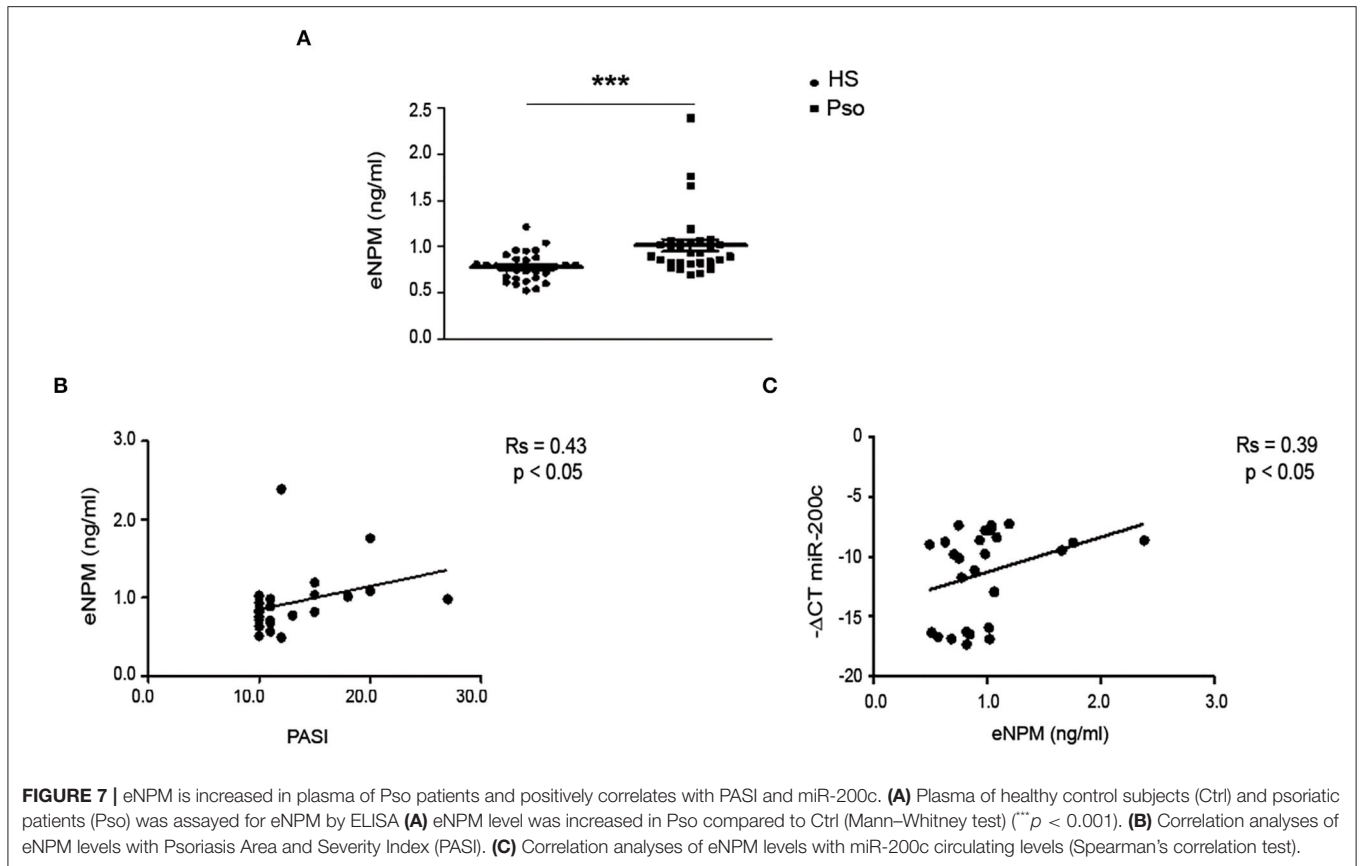 A
***
HS
Pso
eNPM (ng/ml)
2.5
2.0
1.5
1.0
0.5
0.0
B
eNPM (ng/ml)
3.0
2.0
1.0
0.0
0.0 10.0 20.0 30.0
PASI
Rs = 0.43
p < 0.05
C
-ΔCT miR-200c
0
-5
-10
-15
-20
0.0 1.0 2.0 3.0
eNPM (ng/ml)
Rs = 0.39
p < 0.05
FIGURE 7 | eNPM is increased in plasma of Pso patients and positively correlates with PASI and miR-200c. (A) Plasma of healthy control subjects (Ctrl) and psoriatic
patients (Pso) was assayed for eNPM by ELISA (A) eNPM level was increased in Pso compared to Ctrl (Mann–Whitney test) (***p < 0.001). (B) Correlation analyses of
eNPM levels with Psoriasis Area and Severity Index (PASI). (C) Correlation analyses of eNPM levels with miR-200c circulating levels (Spearman's correlation test).